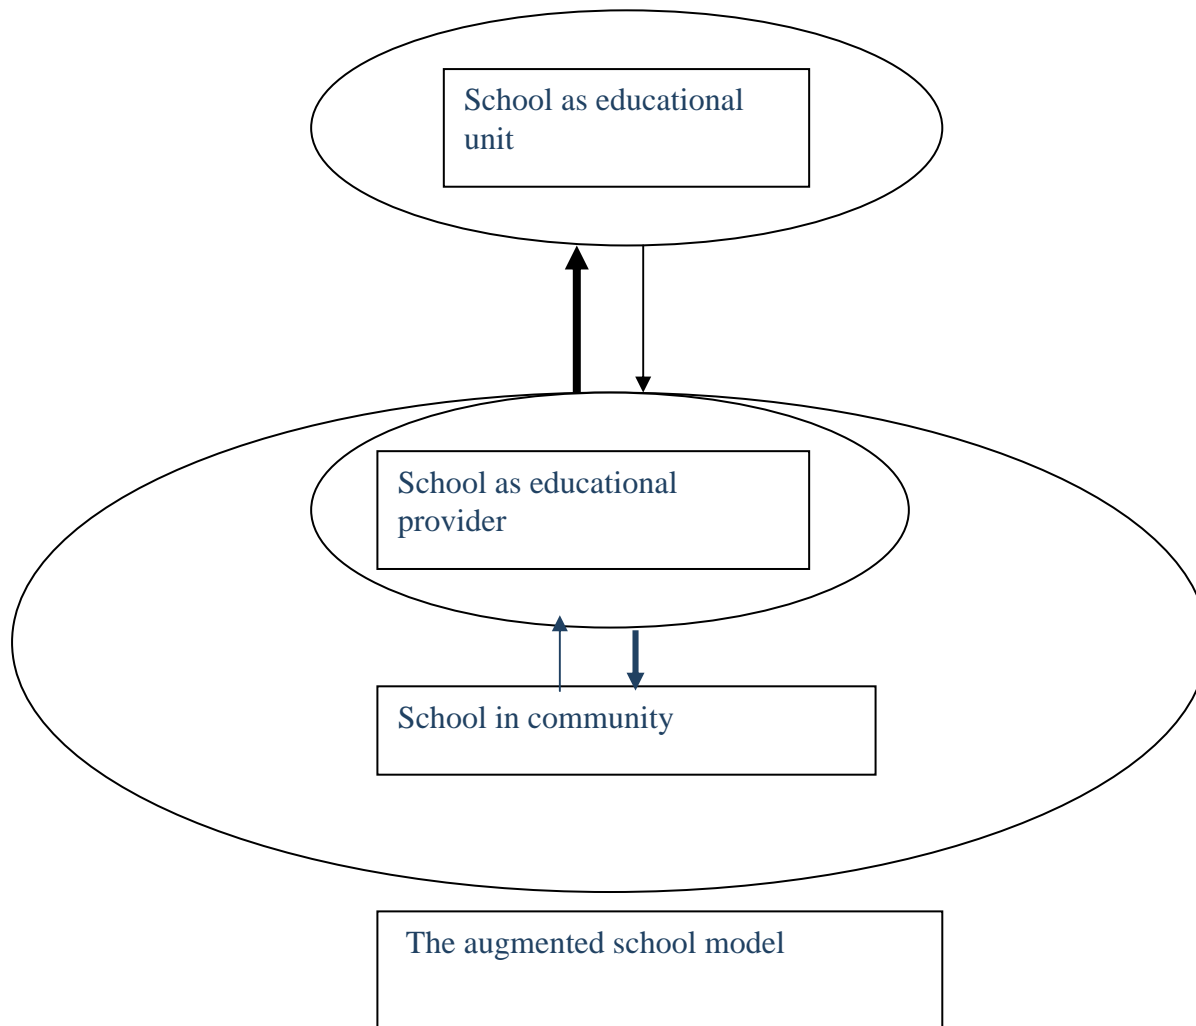 School as educational
unit
School as educational
provider
School in community
The augmented school model